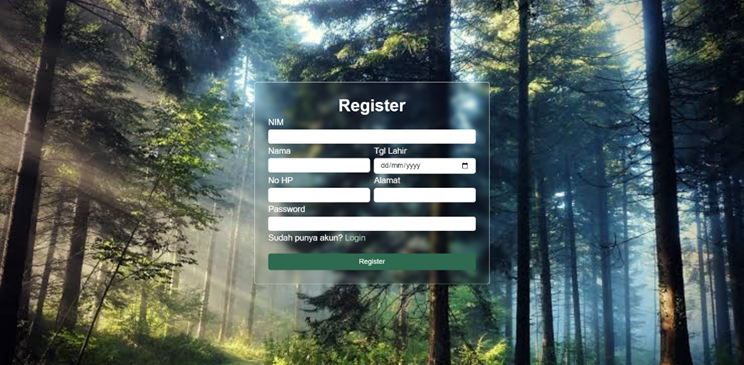 Register
NIM
Nama Tgl Lahir
dd/mm/yyyy
No HP Alamat
Password
Sudah punya akun? Login
Register